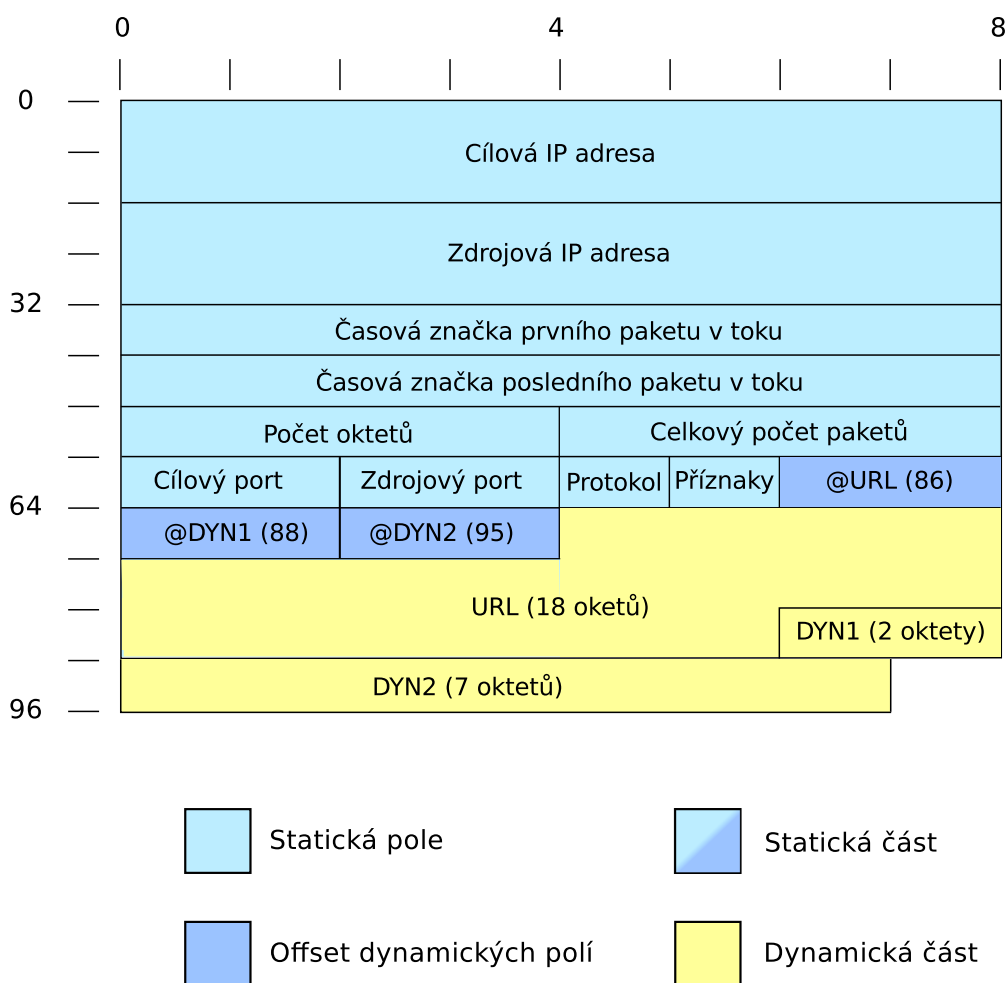 0 4 8
0
Cílová IP adresa
Zdrojová IP adresa
32
Časová značka prvního paketu v toku
Časová značka posledního paketu v toku
Počet oktetů Celkový počet paketů
Cílový port Zdrojový port Protokol Příznaky @URL (86)
64
@DYN1 (88) @DYN2 (95)
URL (18 oketů)
DYN1 (2 oktety)
DYN2 (7 oktetů)
96
Statická pole Statická část
Offset dynamických polí Dynamická část